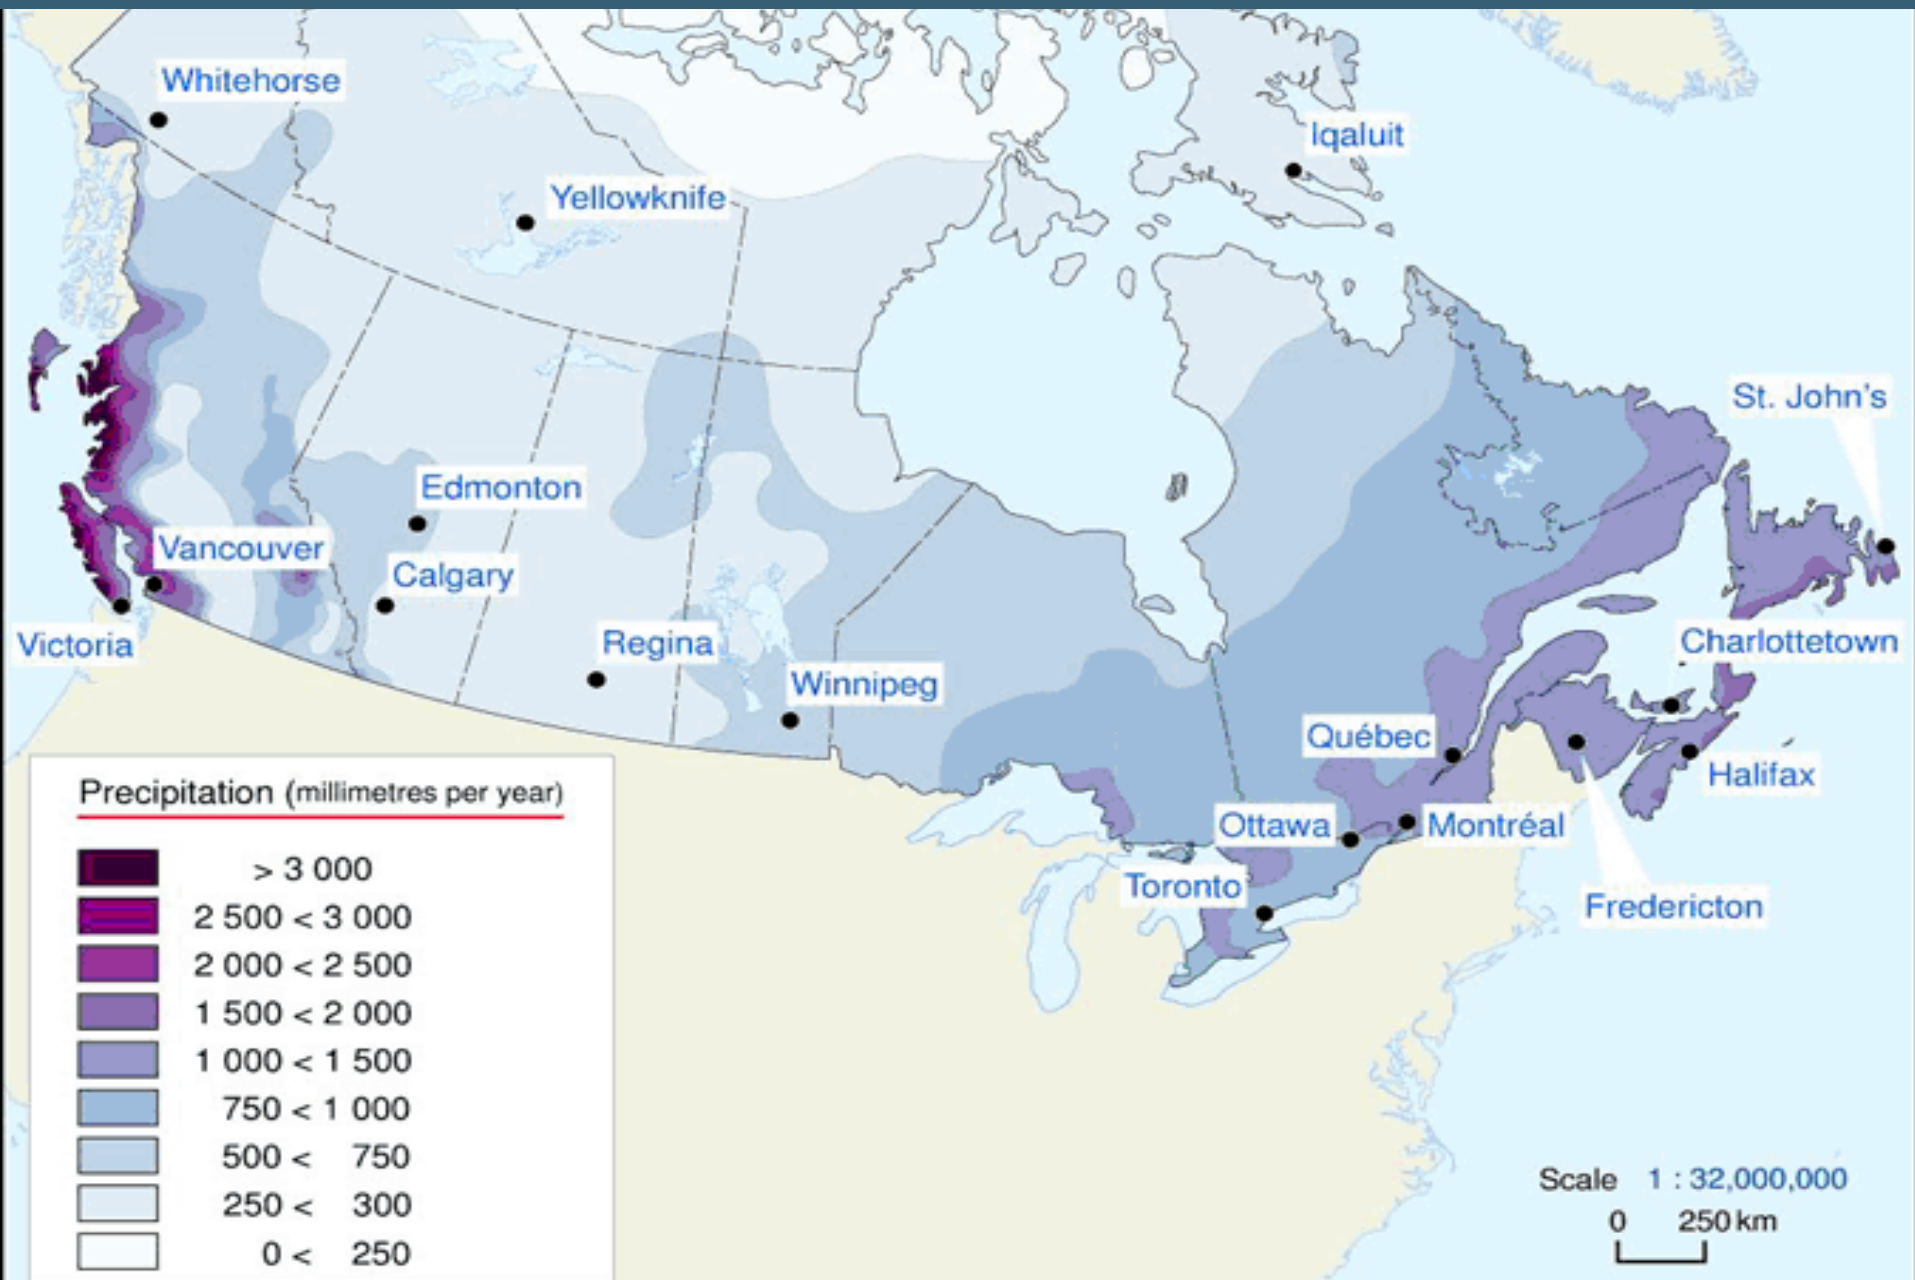 Whitehorse
Iqaluit
Yellowknife
St. John's
Edmonton
Vancouver
Calgary
Victoria
Regina
Charlottetown
Winnipeg
Québec
Halifax
Ottawa
Montréal
Toronto
Fredericton
Precipitation (millimetres per year)
> 3 000
2 500 < 3 000
2 000 < 2 500
1 500 < 2 000
1 000 < 1 500
750 < 1 000
500 < 750
250 < 300
0 < 250
Scale 1 : 32,000,000
0 250 km